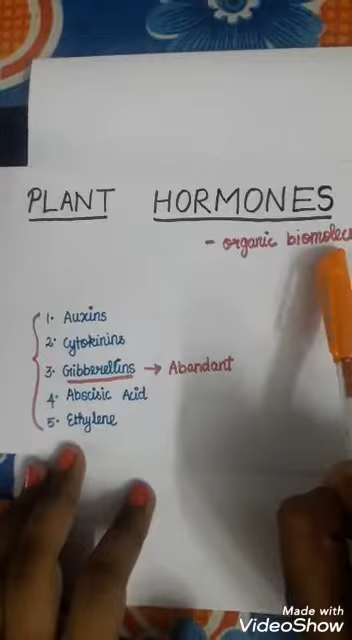 PLANT HORMONES
- organic biomolec
1. Auxins
2. Cytokinins
3. Gibberellins → Abandant
4. Abscisic Acid
5. Ethylene
Made with
VideoShow